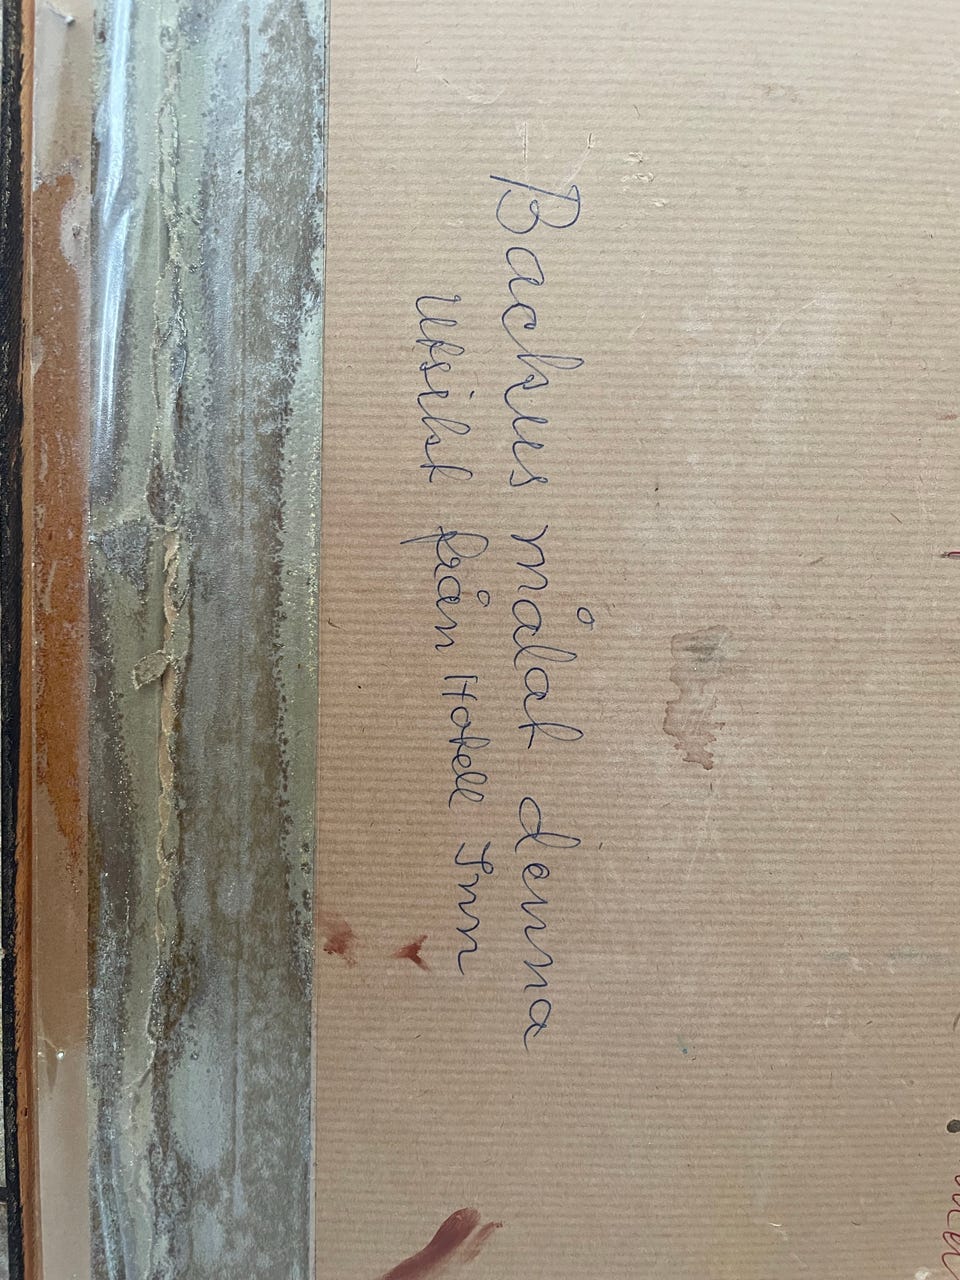 Bachus målat denna
Utsikt från Hotell Inn